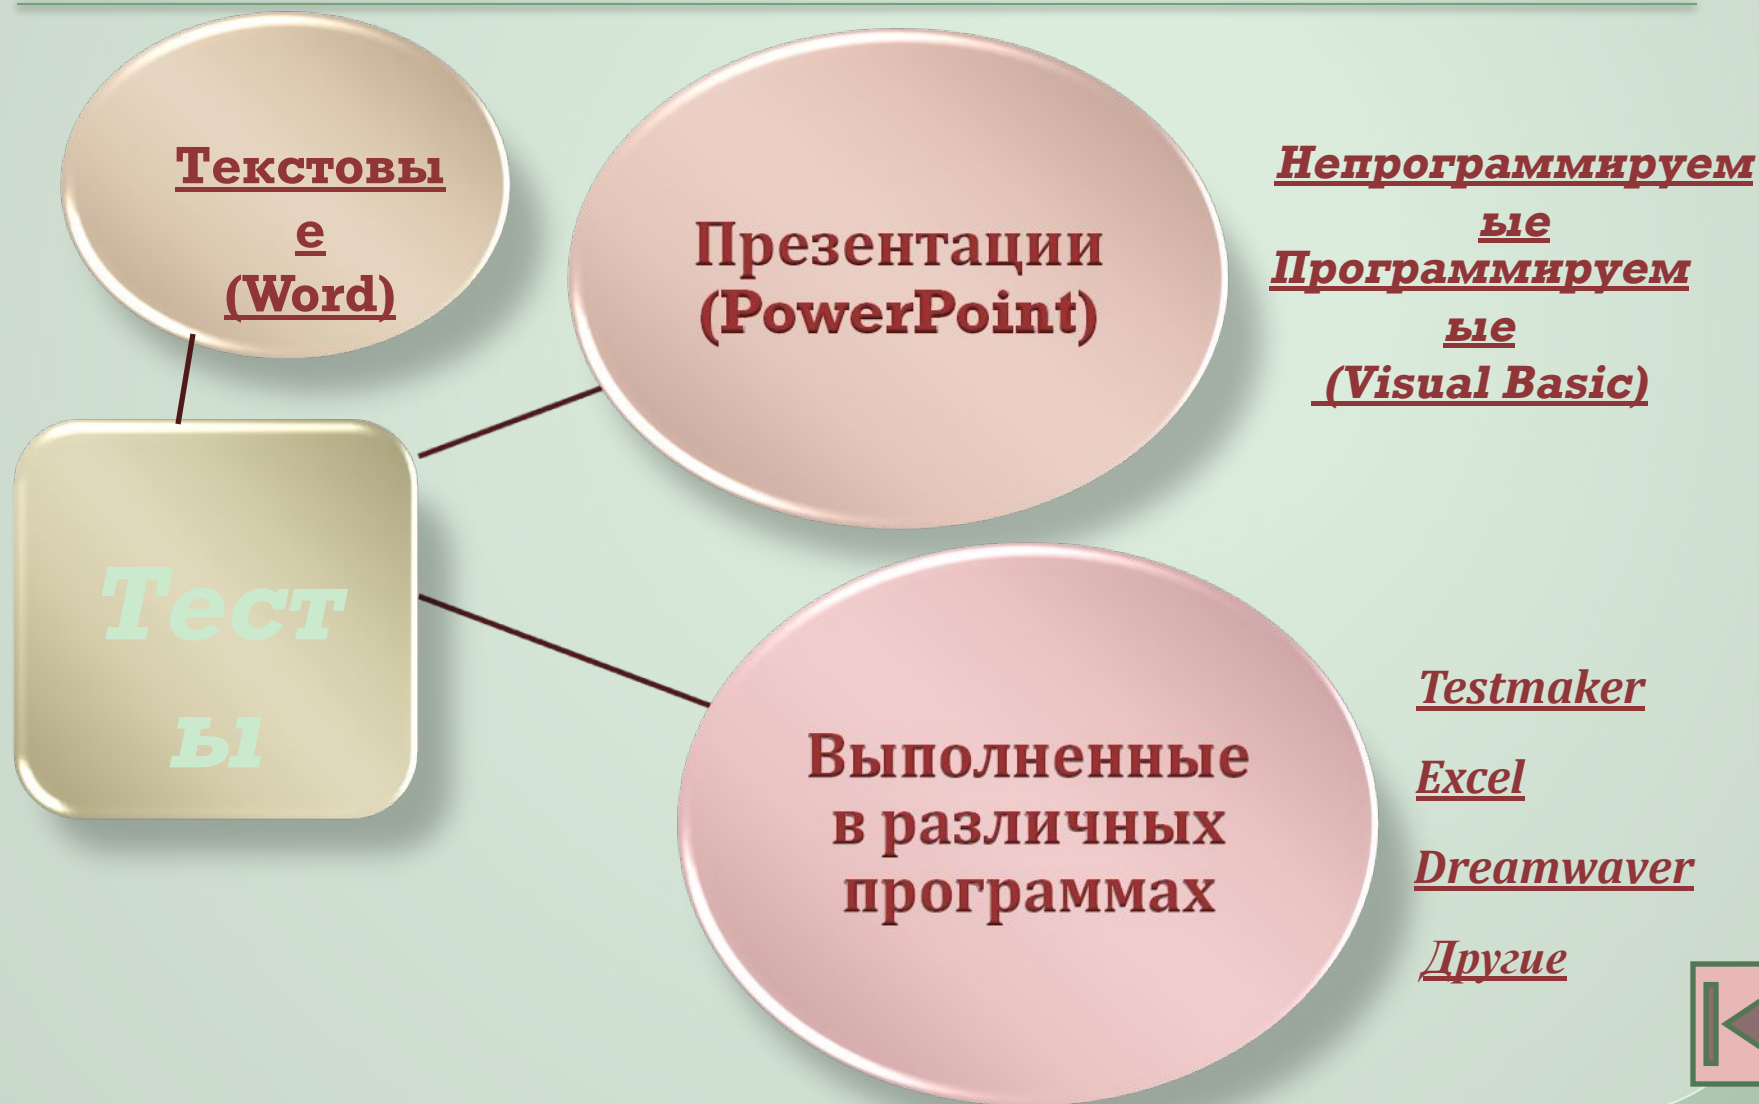 Текстовы
е
(Word)
Презентации
(PowerPoint)
Непрограммируем
ые
Программируем
ые
(Visual Basic)
Тест
ы
Выполненные
в различных
программах
Testmaker
Excel
Dreamwaver
Другие